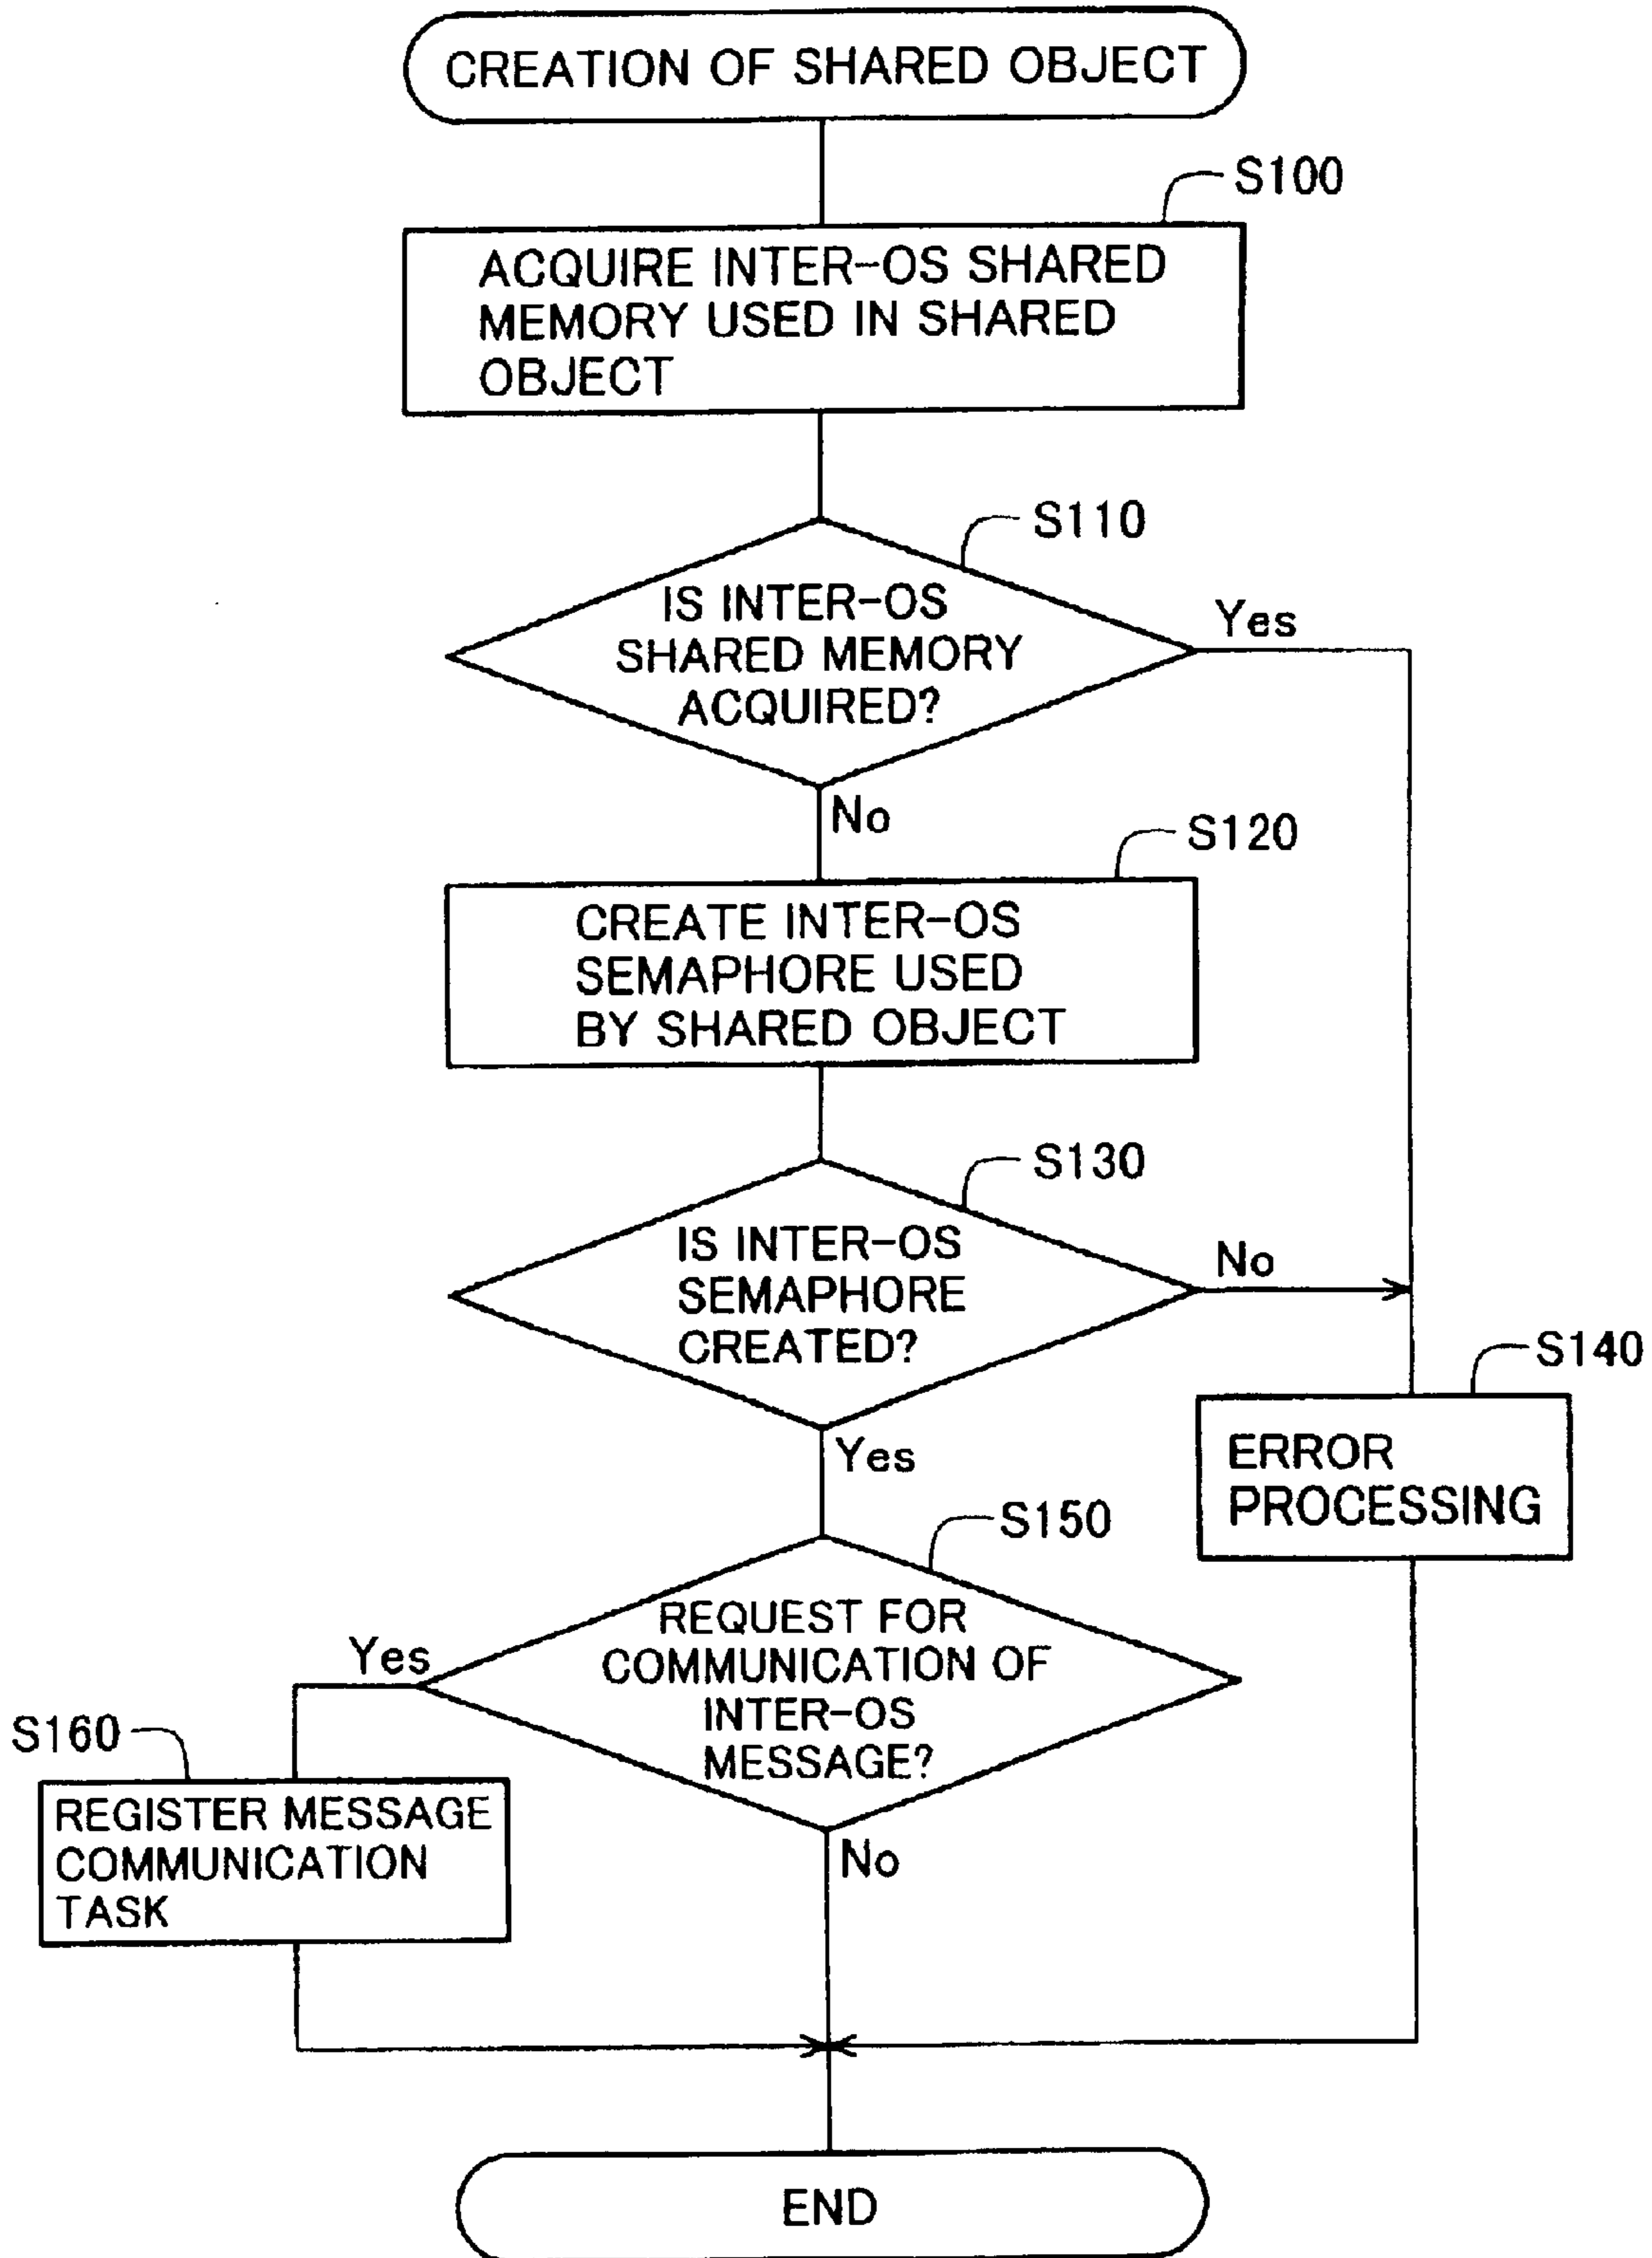 CREATION OF SHARED OBJECT
S100
ACQUIRE INTER-OS SHARED
MEMORY USED IN SHARED
OBJECT
S110
IS INTER-OS
SHARED MEMORY
ACQUIRED?
Yes
No
S120
CREATE INTER-OS
SEMAPHORE USED
BY SHARED OBJECT
S130
IS INTER-OS
SEMAPHORE
CREATED?
No
Yes
S140
ERROR
PROCESSING
S150
REQUEST FOR
COMMUNICATION OF
INTER-OS
MESSAGE?
Yes
No
S160
REGISTER MESSAGE
COMMUNICATION
TASK
END